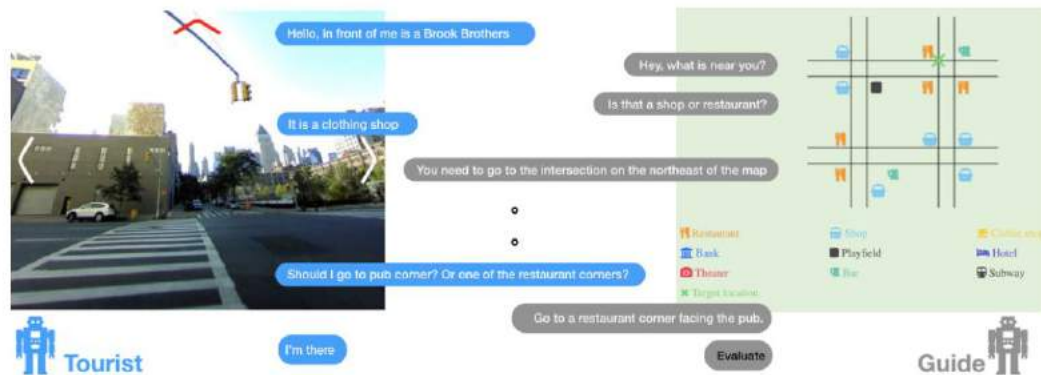 Hello, in front of me is a Brook Brothers
Hey, what is near you?
Is that a shop or restaurant?
It is a clothing shop
You need to go to the intersection on the northeast of the map
Restaurant
Shop
Bank
Playfield
Hotel
Theater
Bar
Subway
Target location
Should I go to pub corner? Or one of the restaurant corners?
Go to a restaurant corner facing the pub.
I'm there
Evaluate
Tourist
Guide